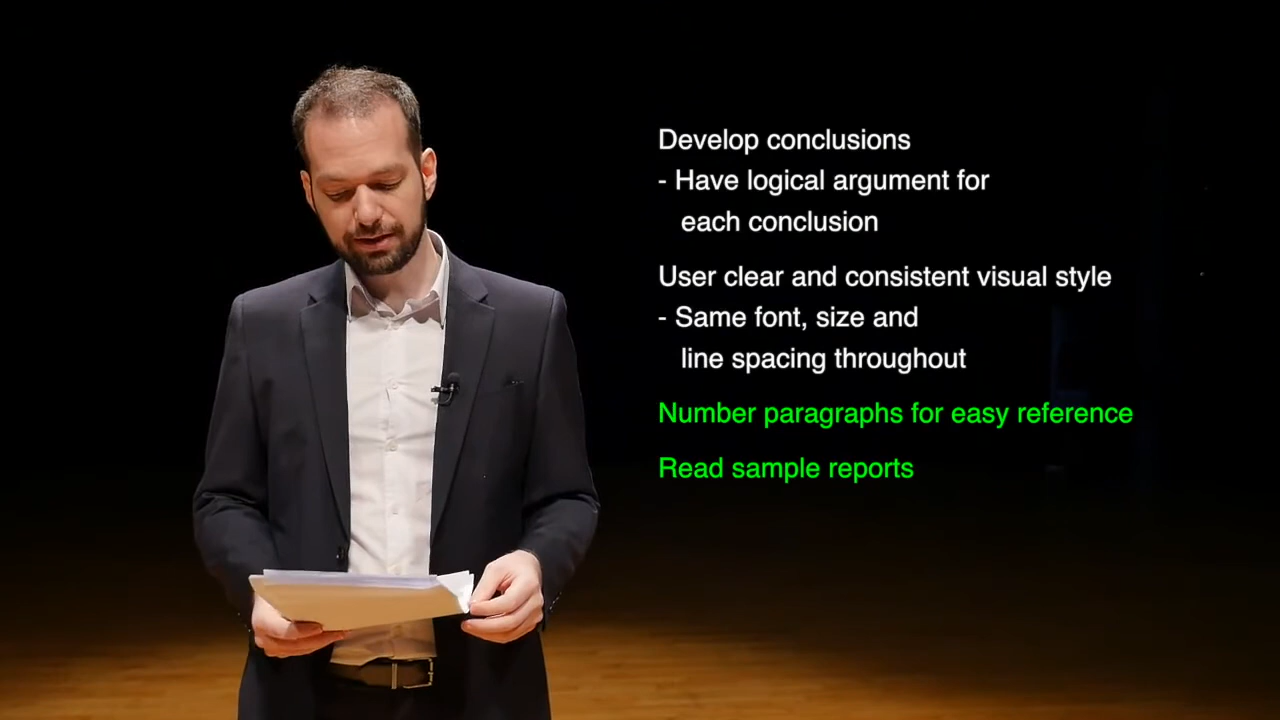 Develop conclusions
- Have logical argument for
each conclusion
User clear and consistent visual style
- Same font, size and
line spacing throughout
Number paragraphs for easy reference
Read sample reports